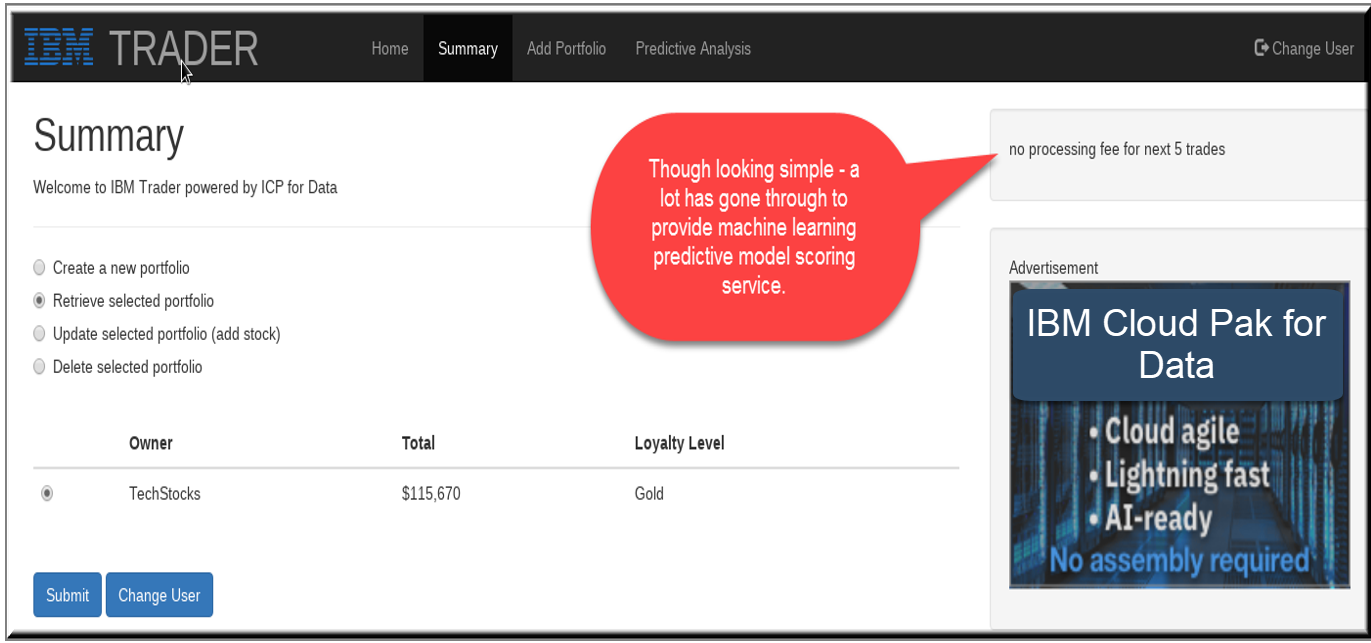 IBM TRADER
Home
Summary
Add Portfolio
Predictive Analysis
Change User
Summary
Welcome to IBM Trader powered by ICP for Data
Create a new portfolio
Retrieve selected portfolio
Update selected portfolio (add stock)
Delete selected portfolio
Owner
Total
Loyalty Level
TechStocks
$115,670
Gold
Submit
Change User
Though looking simple - a
lot has gone through to
provide machine learning
predictive model scoring
service.
no processing fee for next 5 trades
Advertisement
IBM Cloud Pak for
Data
• Cloud agile
• Lightning fast
• AI-ready
No assembly required